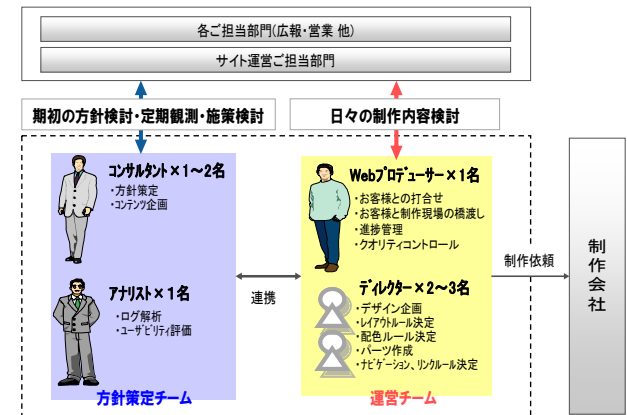 各ご担当部門(広報・営業 他)
サイト運営ご担当部門
期初の方針検討・定期観測・施策検討
日々の制作内容検討
コンサルタント×1～2名
・方針策定
・コンテンツ企画
アナリスト×1名
・ログ解析
・ユーザビリティ評価
方針策定チーム
連携
Webプロデューサー×1名
・お客様との打合せ
・お客様と制作現場の橋渡し
・進捗管理
・クオリティコントロール
ディレクター×2～3名
・デザイン企画
・レイアウトルール決定
・配色ルール決定
・パーツ作成
・ナビゲーション、リンクルール決定
運営チーム
制作依頼
制作会社